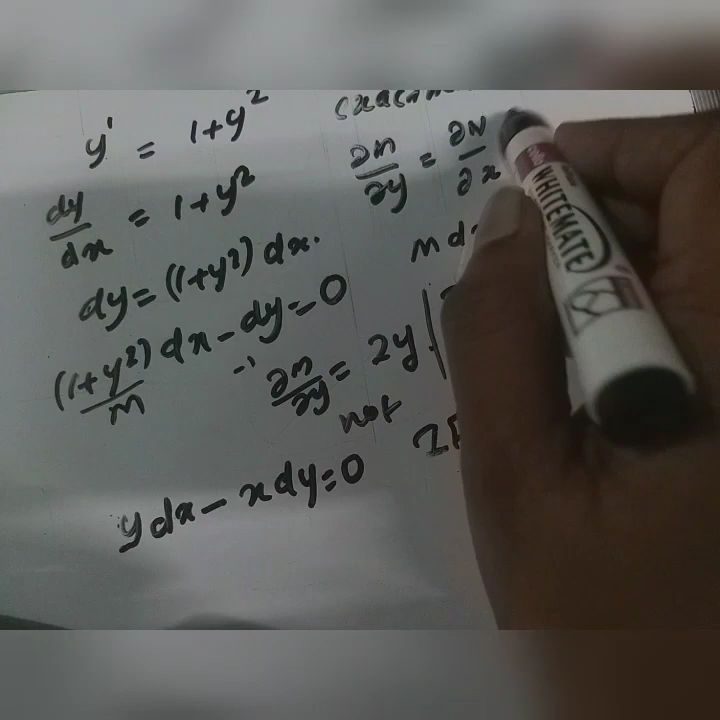 y' = 1+y²
dy/dx = 1+y²
dy = (1+y²) dx.
(1+y²) dx - dy = 0
M
∂M/∂y = ∂N/∂x
∂M/∂y = 2y
not
y dx - x dy = 0
WHITEMATE